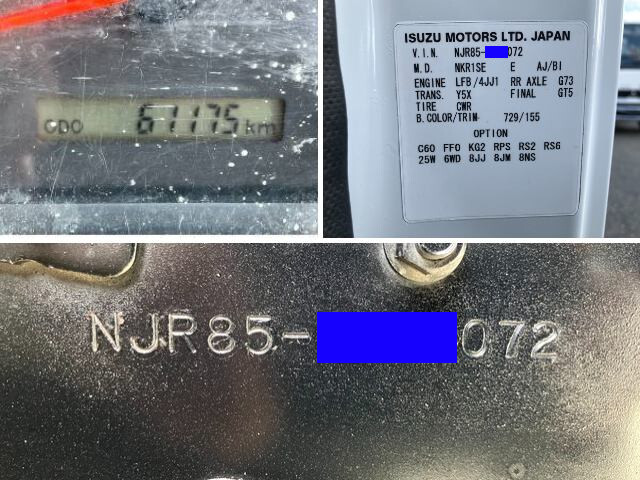 ODO 67175 km
ISUZU MOTORS LTD. JAPAN
V.I.N. NJR85- 072
M.D. NKR1SE E AJ/BI
ENGINE LFB/4JJ1 RR AXLE G73
TRANS. Y5X FINAL GT5
TIRE CWR
B.COLOR/TRIM 729/155
OPTION
C60 FF0 KG2 RPS RS2 RS6
25W 6WD 8JJ 8JM 8NS
NJR85- 072